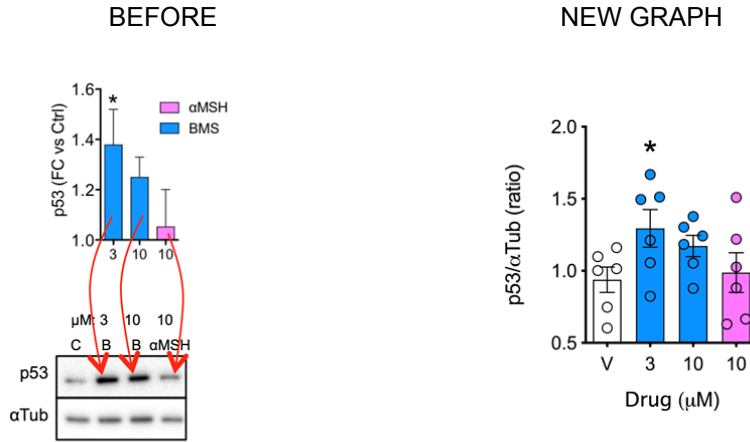 BEFORE
1.6
1.4
1.2
1.0
p53 (FC vs Ctrl)
*
αMSH
BMS
3 10 10
μM: 3 10 10
C B B αMSH
p53
αTub
NEW GRAPH
2.0
1.5
1.0
0.5
p53/αTub (ratio)
*
V 3 10 10
Drug (μM)